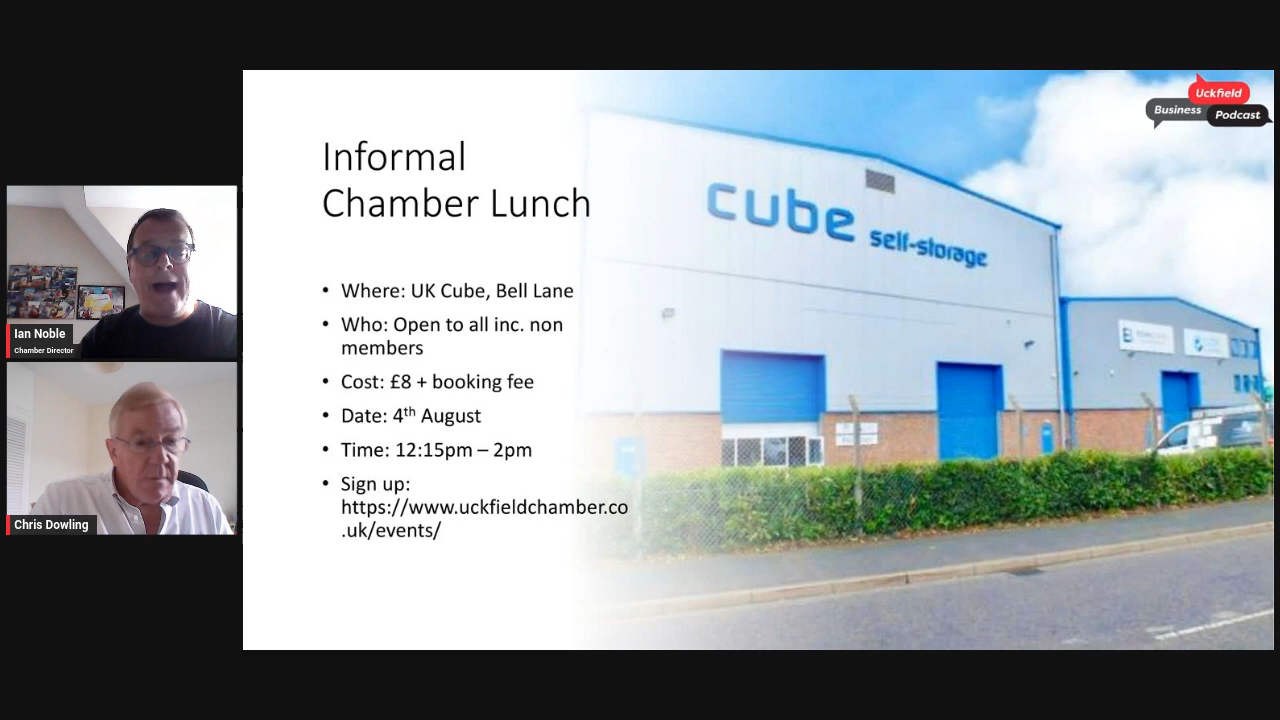 Uckfield
Business
Podcast
Informal
Chamber Lunch
cube self-storage
• Where: UK Cube, Bell Lane
• Who: Open to all inc. non
members
• Cost: £8 + booking fee
• Date: 4th August
• Time: 12:15pm – 2pm
• Sign up:
https://www.uckfieldchamber.co
.uk/events/
Ian Noble
Chamber Director
Chris Dowling